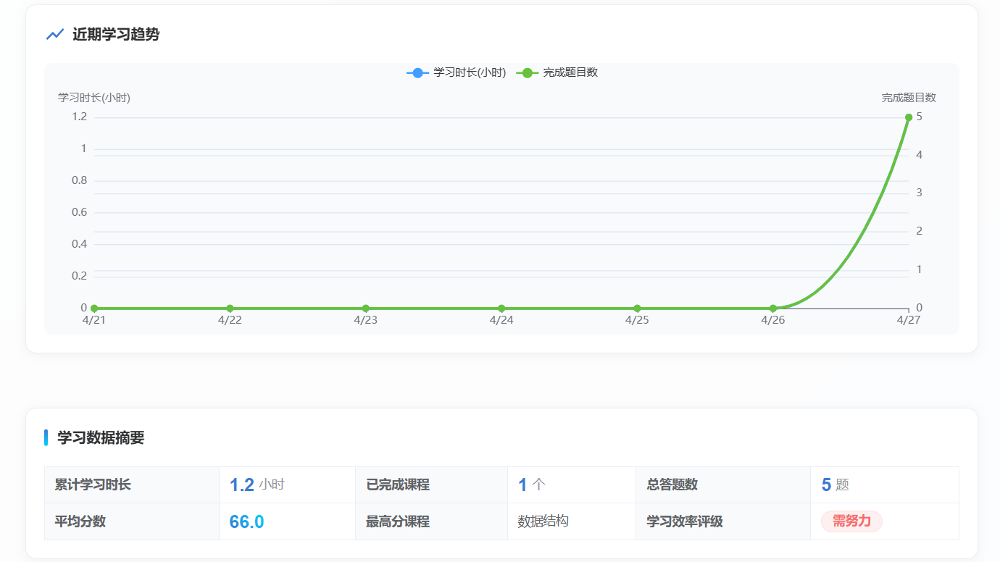 近期学习趋势
学习时长(小时) 完成题目数
学习时长(小时) 完成题目数
1.2 5
1
4
0.8
3
0.6
2
0.4
1
0.2
0 0
4/21 4/22 4/23 4/24 4/25 4/26 4/27
学习数据摘要
累计学习时长 1.2 小时 已完成课程 1 个 总答题数 5 题
平均分数 66.0 最高分课程 数据结构 学习效率评级 需努力